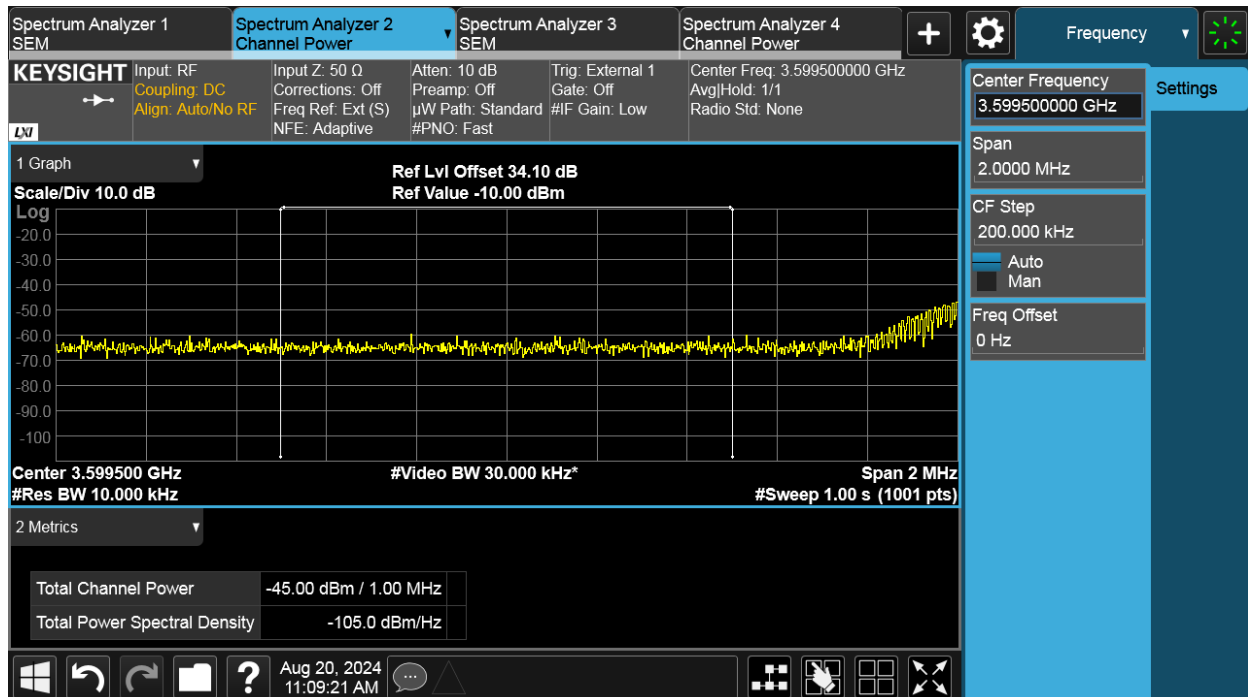 Spectrum Analyzer 1
SEM
Spectrum Analyzer 2
Channel Power
Spectrum Analyzer 3
SEM
Spectrum Analyzer 4
Channel Power
+
Frequency
KEYSIGHT
LXI
Input: RF
Coupling: DC
Align: Auto/No RF
Input Z: 50 Ω
Corrections: Off
Freq Ref: Ext (S)
NFE: Adaptive
Atten: 10 dB
Preamp: Off
µW Path: Standard
#PNO: Fast
Trig: External 1
Gate: Off
#IF Gain: Low
Center Freq: 3.599500000 GHz
Avg|Hold: 1/1
Radio Std: None
Center Frequency
3.599500000 GHz
Settings
Span
2.0000 MHz
CF Step
200.000 kHz
Auto
Man
Freq Offset
0 Hz
1 Graph
Scale/Div 10.0 dB
Ref Lvl Offset 34.10 dB
Ref Value -10.00 dBm
Log
-20.0
-30.0
-40.0
-50.0
-60.0
-70.0
-80.0
-90.0
-100
Center 3.599500 GHz
#Video BW 30.000 kHz*
Span 2 MHz
#Res BW 10.000 kHz
#Sweep 1.00 s (1001 pts)
2 Metrics
Total Channel Power -45.00 dBm / 1.00 MHz
Total Power Spectral Density -105.0 dBm/Hz
?
Aug 20, 2024
11:09:21 AM